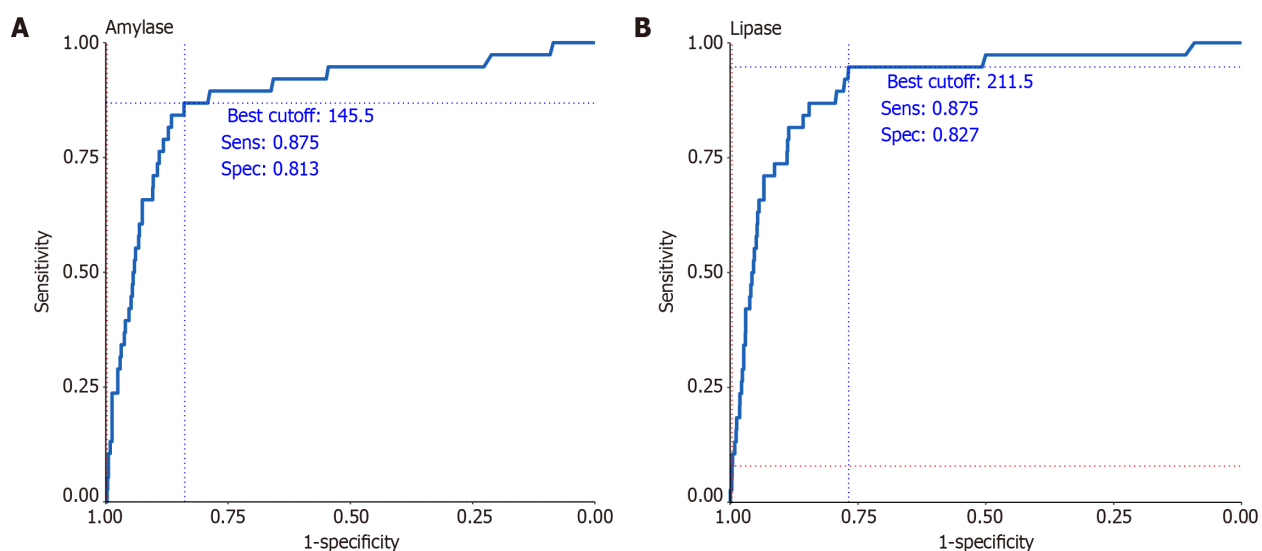 A
Amylase
1.00
0.75
0.50
0.25
0.00
Sensitivity
Best cutoff: 145.5
Sens: 0.875
Spec: 0.813
1.00 0.75 0.50 0.25 0.00
1-specificity
B
Lipase
1.00
0.75
0.50
0.25
0.00
Sensitivity
Best cutoff: 211.5
Sens: 0.875
Spec: 0.827
1.00 0.75 0.50 0.25 0.00
1-specificity